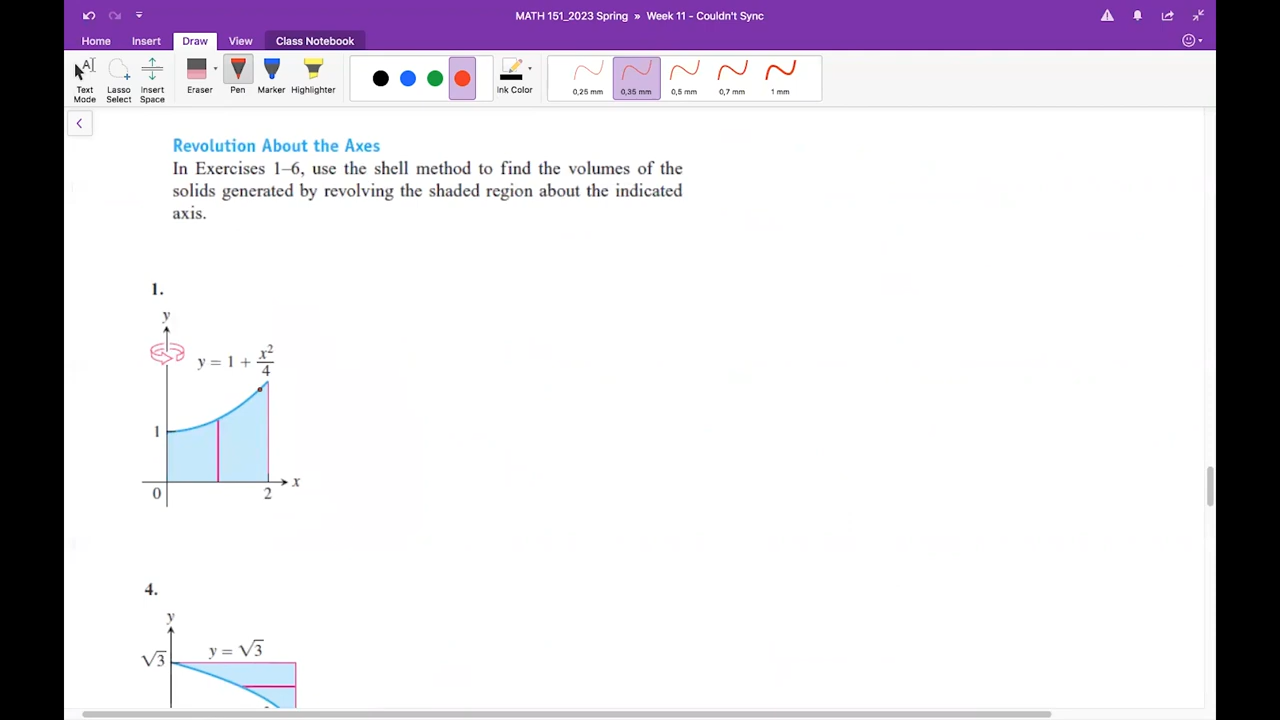 MATH 151_2023 Spring » Week 11 - Couldn't Sync
Home Insert Draw View Class Notebook
Text Mode
Lasso Select
Insert Space
Eraser
Pen
Marker
Highlighter
Ink Color
0,25 mm
0,35 mm
0,5 mm
0,7 mm
1 mm
Revolution About the Axes
In Exercises 1–6, use the shell method to find the volumes of the
solids generated by revolving the shaded region about the indicated
axis.
1.
y
y = 1 + x²/4
1
0 2 x
4.
y
y = √3
√3